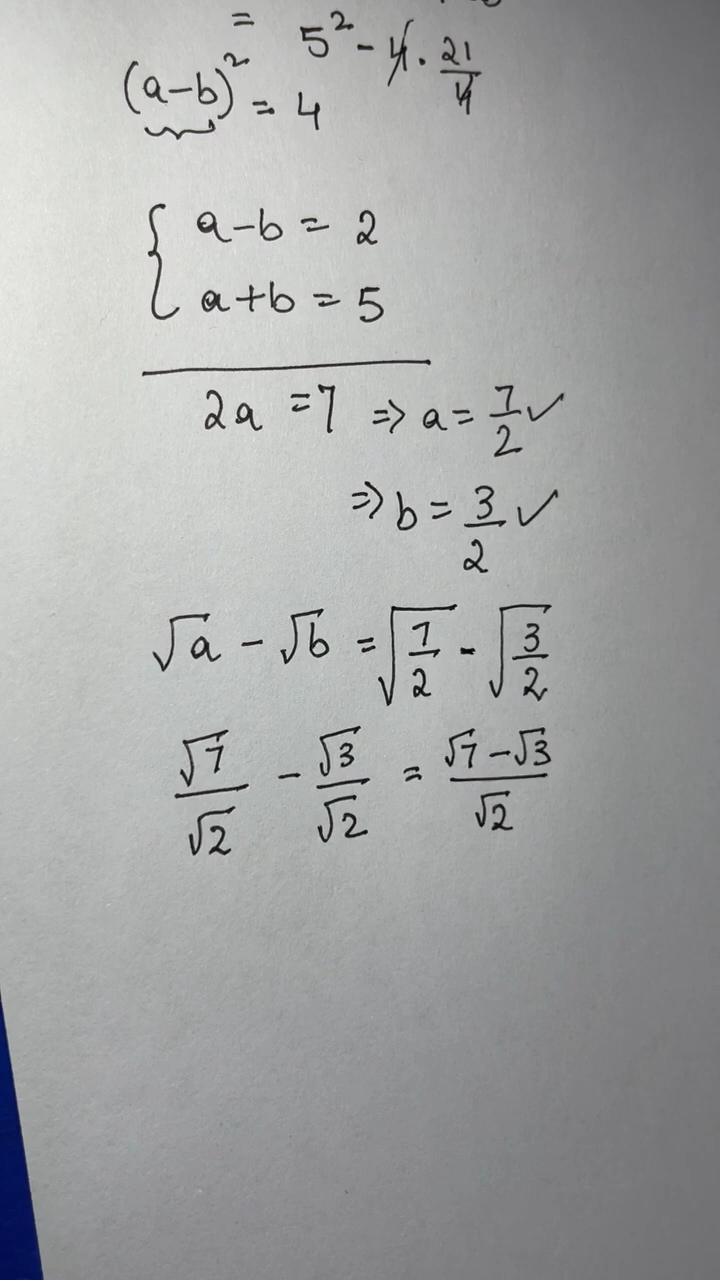 = 5² - 4 · 21/4
(a-b)² = 4
{ a-b = 2
a+b = 5
2a = 7 => a = 7/2 ✓
=> b = 3/2 ✓
√a - √b = √(7/2) - √(3/2)
√7/√2 - √3/√2 = (√7 - √3)/√2